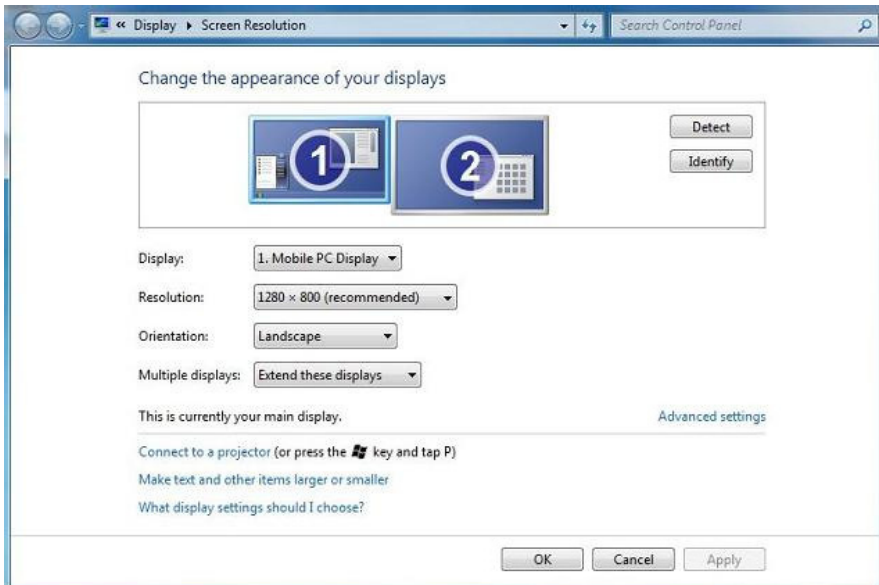 « Display ▸ Screen Resolution
Search Control Panel
Change the appearance of your displays
1
2
Detect
Identify
Display: 1. Mobile PC Display
Resolution: 1280 × 800 (recommended)
Orientation: Landscape
Multiple displays: Extend these displays
This is currently your main display. Advanced settings
Connect to a projector (or press the key and tap P)
Make text and other items larger or smaller
What display settings should I choose?
OK Cancel Apply